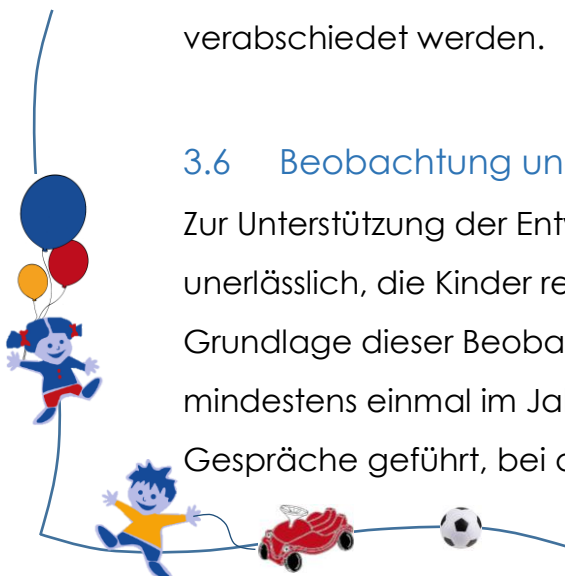 verabschiedet werden.
3.6 Beobachtung un
Zur Unterstützung der Ent
unerlässlich, die Kinder re
Grundlage dieser Beoba
mindestens einmal im Ja
Gespräche geführt, bei